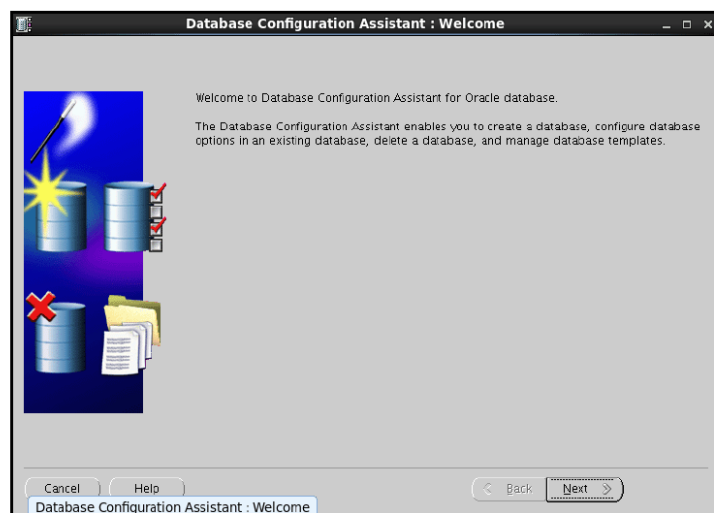 Database Configuration Assistant : Welcome
Welcome to Database Configuration Assistant for Oracle database.
The Database Configuration Assistant enables you to create a database, configure database
options in an existing database, delete a database, and manage database templates.
Cancel Help Back Next
Database Configuration Assistant : Welcome